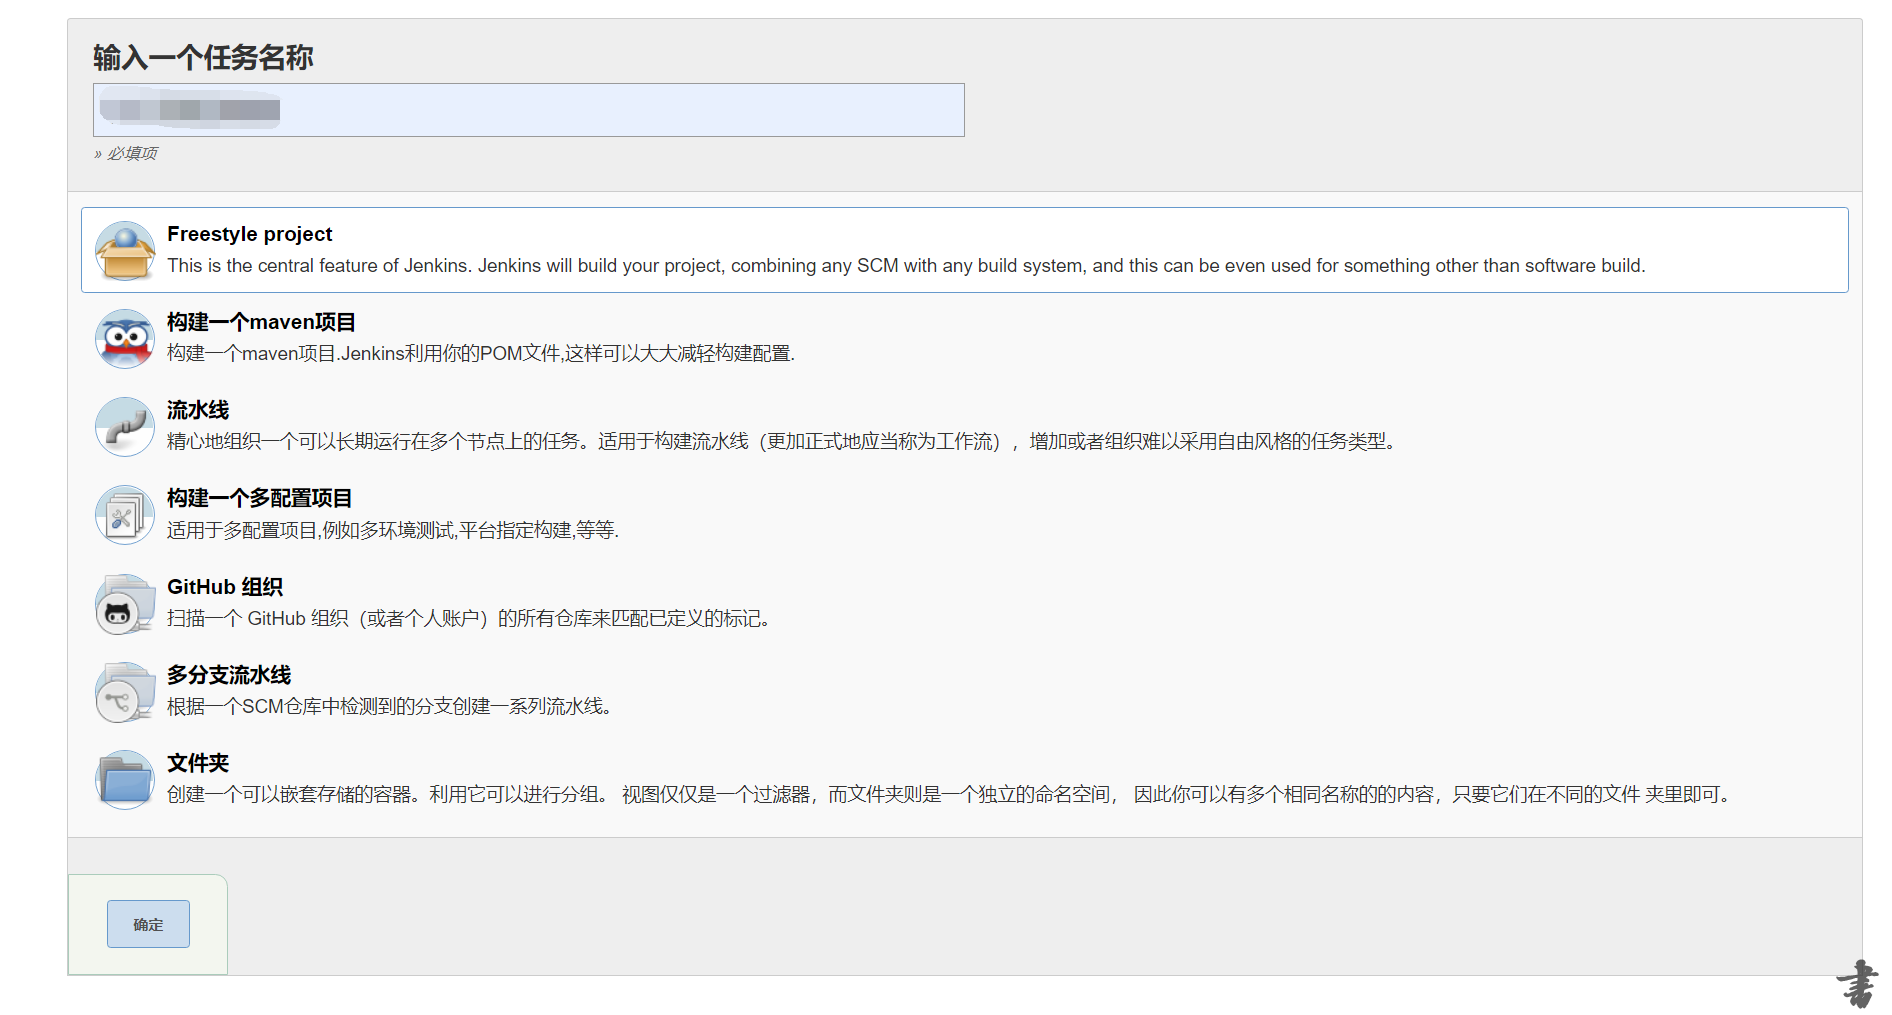 输入一个任务名称
» 必填项
Freestyle project
This is the central feature of Jenkins. Jenkins will build your project, combining any SCM with any build system, and this can be even used for something other than software build.
构建一个maven项目
构建一个maven项目.Jenkins利用你的POM文件,这样可以大大减轻构建配置.
流水线
精心地组织一个可以长期运行在多个节点上的任务。适用于构建流水线（更加正式地应当称为工作流），增加或者组织难以采用自由风格的任务类型。
构建一个多配置项目
适用于多配置项目,例如多环境测试,平台指定构建,等等.
GitHub 组织
扫描一个 GitHub 组织（或者个人账户）的所有仓库来匹配已定义的标记。
多分支流水线
根据一个SCM仓库中检测到的分支创建一系列流水线。
文件夹
创建一个可以嵌套存储的容器。利用它可以进行分组。 视图仅仅是一个过滤器，而文件夹则是一个独立的命名空间， 因此你可以有多个相同名称的的内容，只要它们在不同的文件 夹里即可。
确定
書